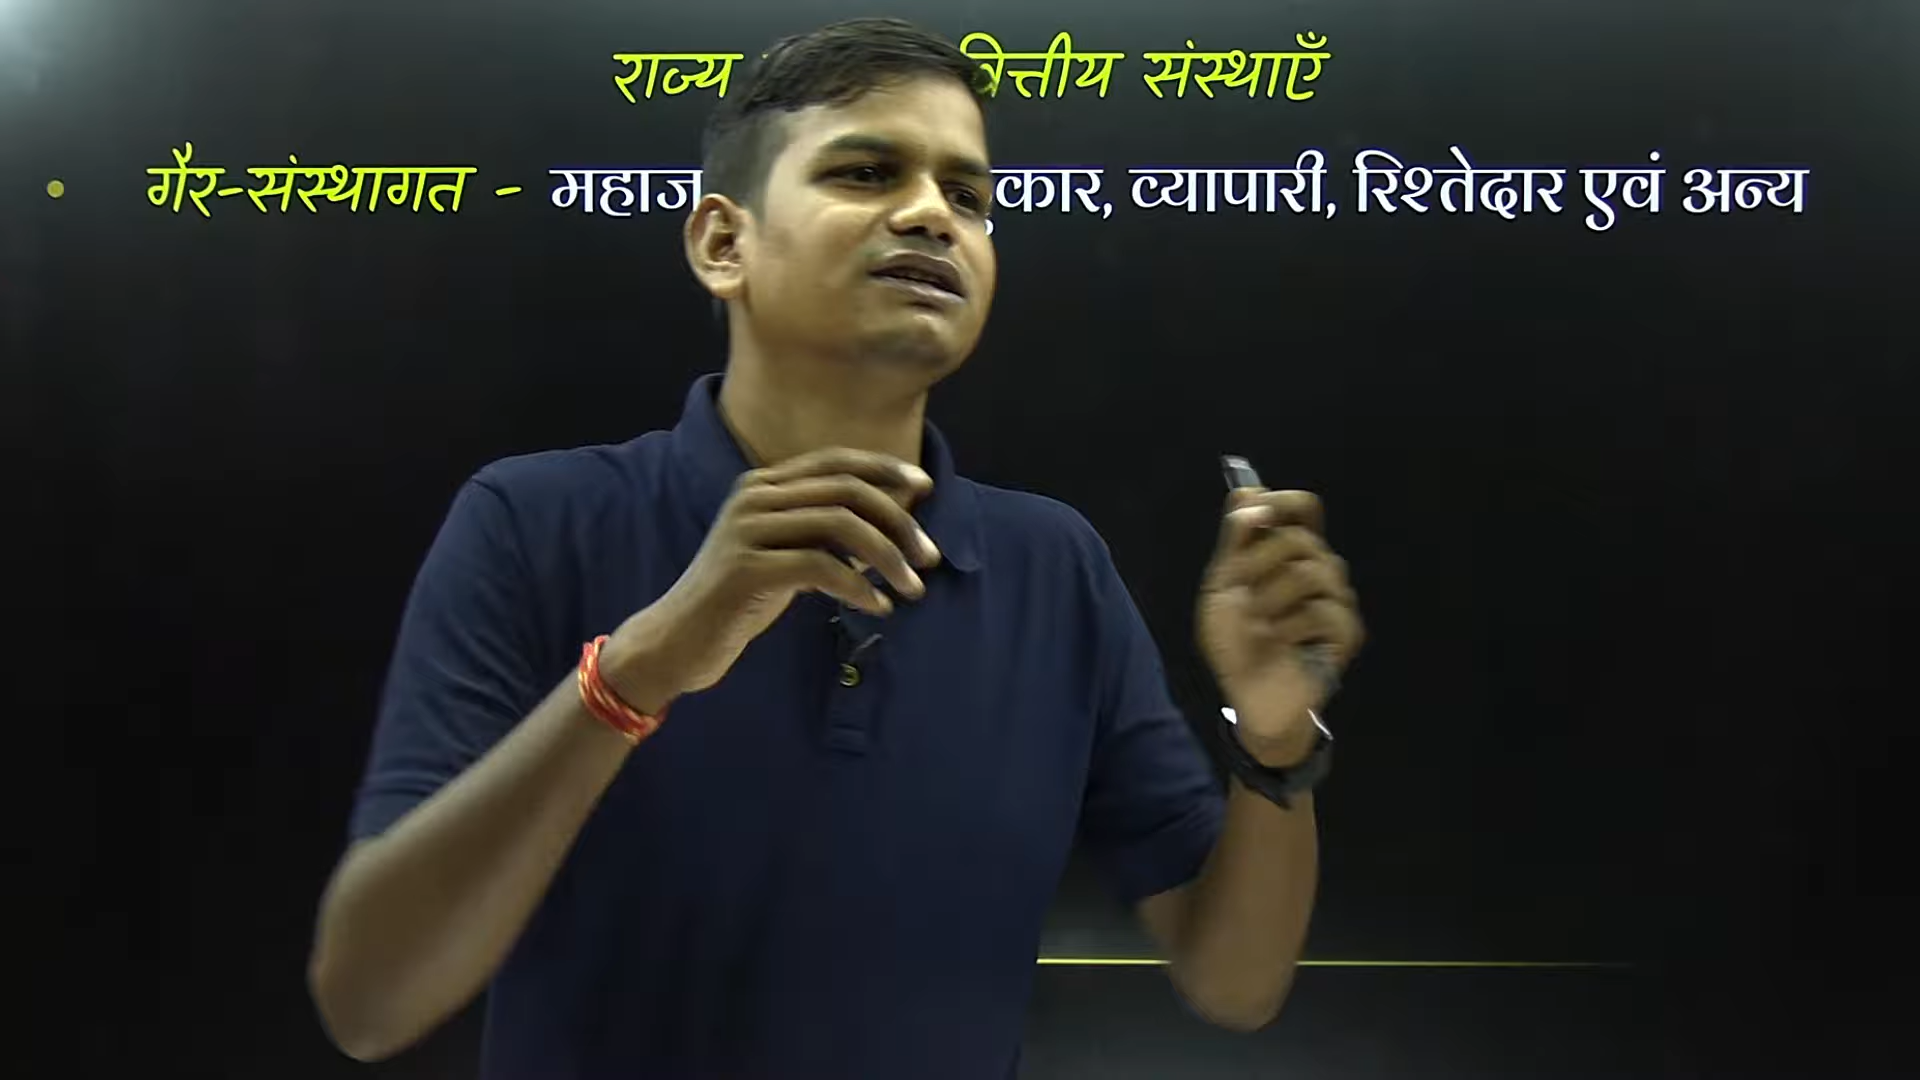 राज्य वित्तीय संस्थाएँ
• गैर-संस्थागत - व्यापारी, रिश्तेदार एवं अन्य